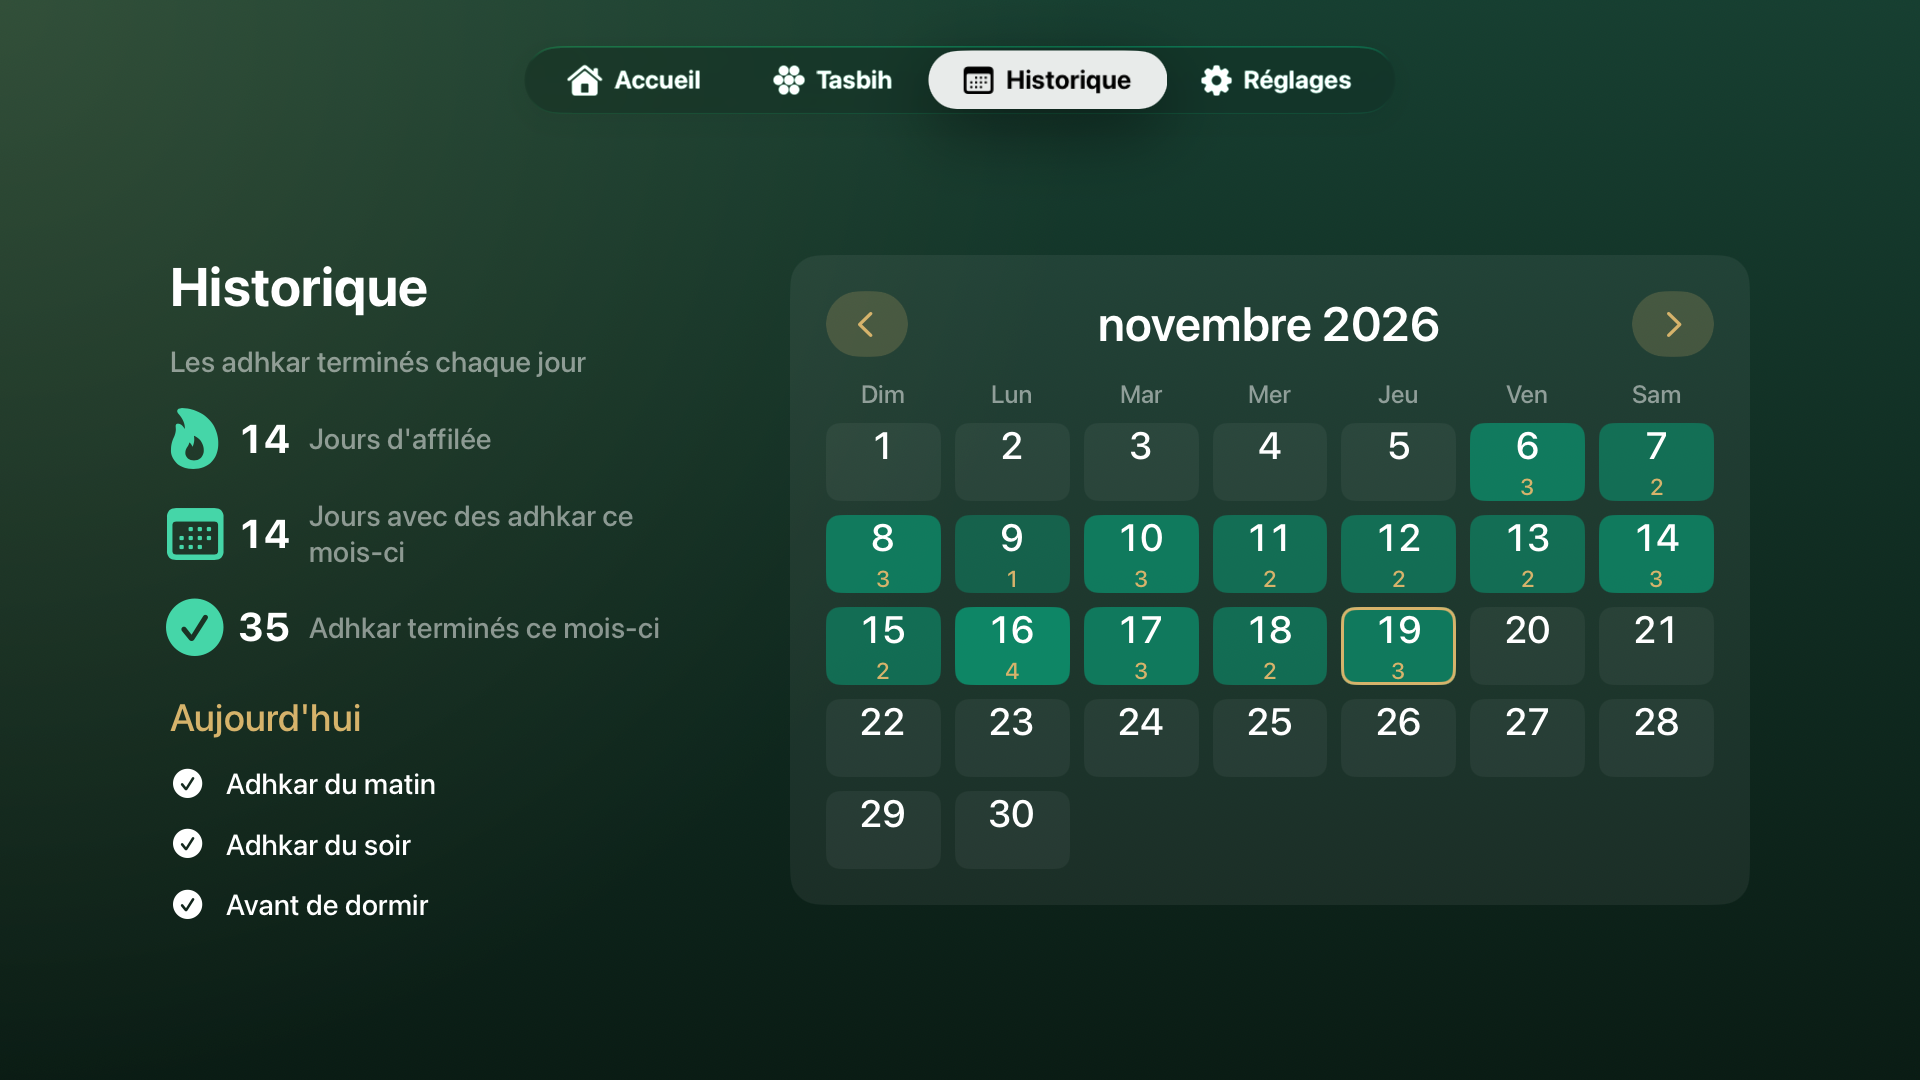 Accueil Tasbih Historique Réglages
Historique
Les adhkar terminés chaque jour
14 Jours d'affilée
14 Jours avec des adhkar ce
mois-ci
35 Adhkar terminés ce mois-ci
Aujourd'hui
Adhkar du matin
Adhkar du soir
Avant de dormir
novembre 2026
Dim Lun Mar Mer Jeu Ven Sam
1 2 3 4 5 6 7
3 2
8 9 10 11 12 13 14
3 1 3 2 2 2 3
15 16 17 18 19 20 21
2 4 3 2 3
22 23 24 25 26 27 28
29 30